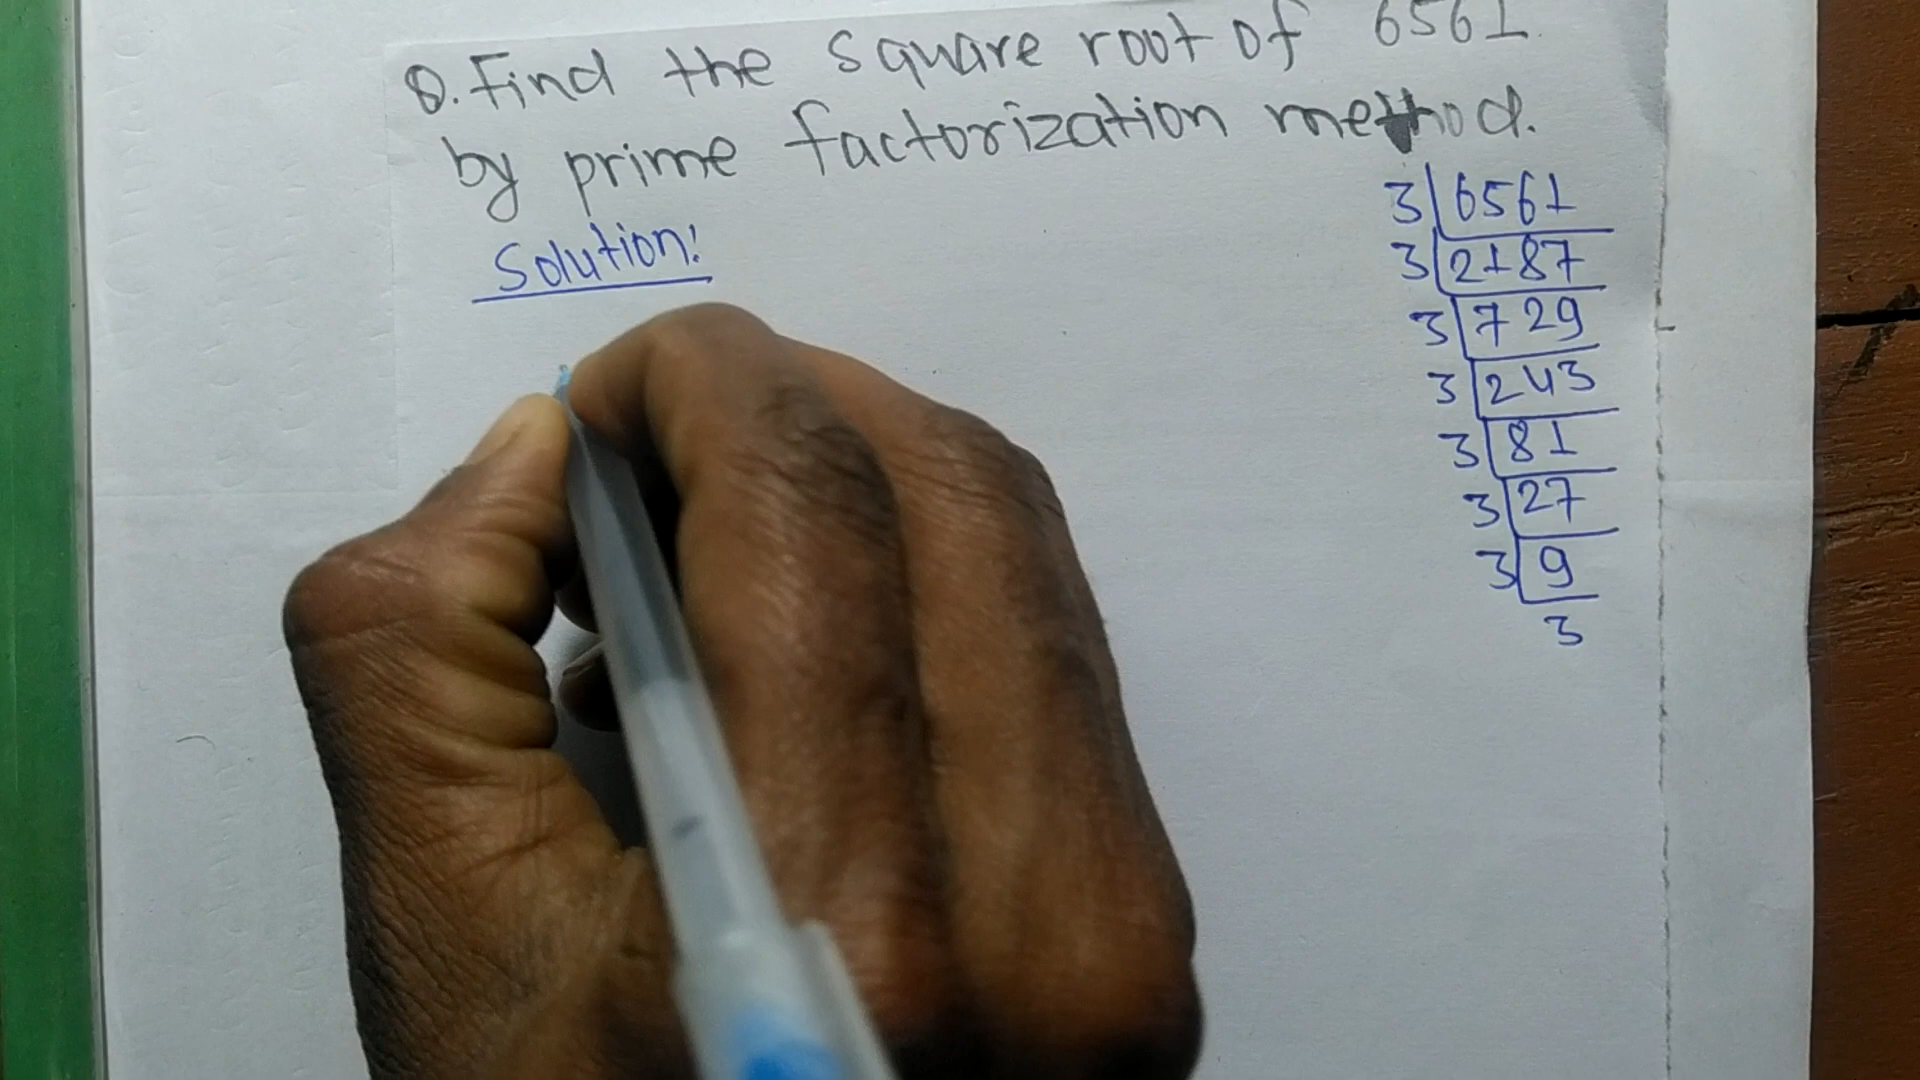 Q. Find the square root of 6561
by prime factorization method.
Solution:
3 6561
3 2187
3 729
3 243
3 81
3 27
3 9
3